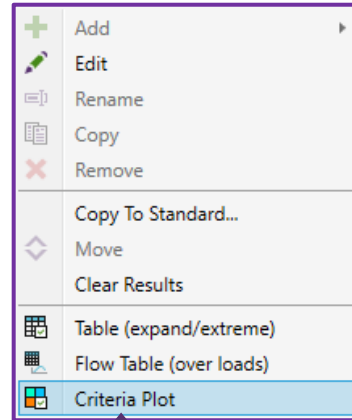 Add
Edit
Rename
Copy
Remove
Copy To Standard...
Move
Clear Results
Table (expand/extreme)
Flow Table (over loads)
Criteria Plot